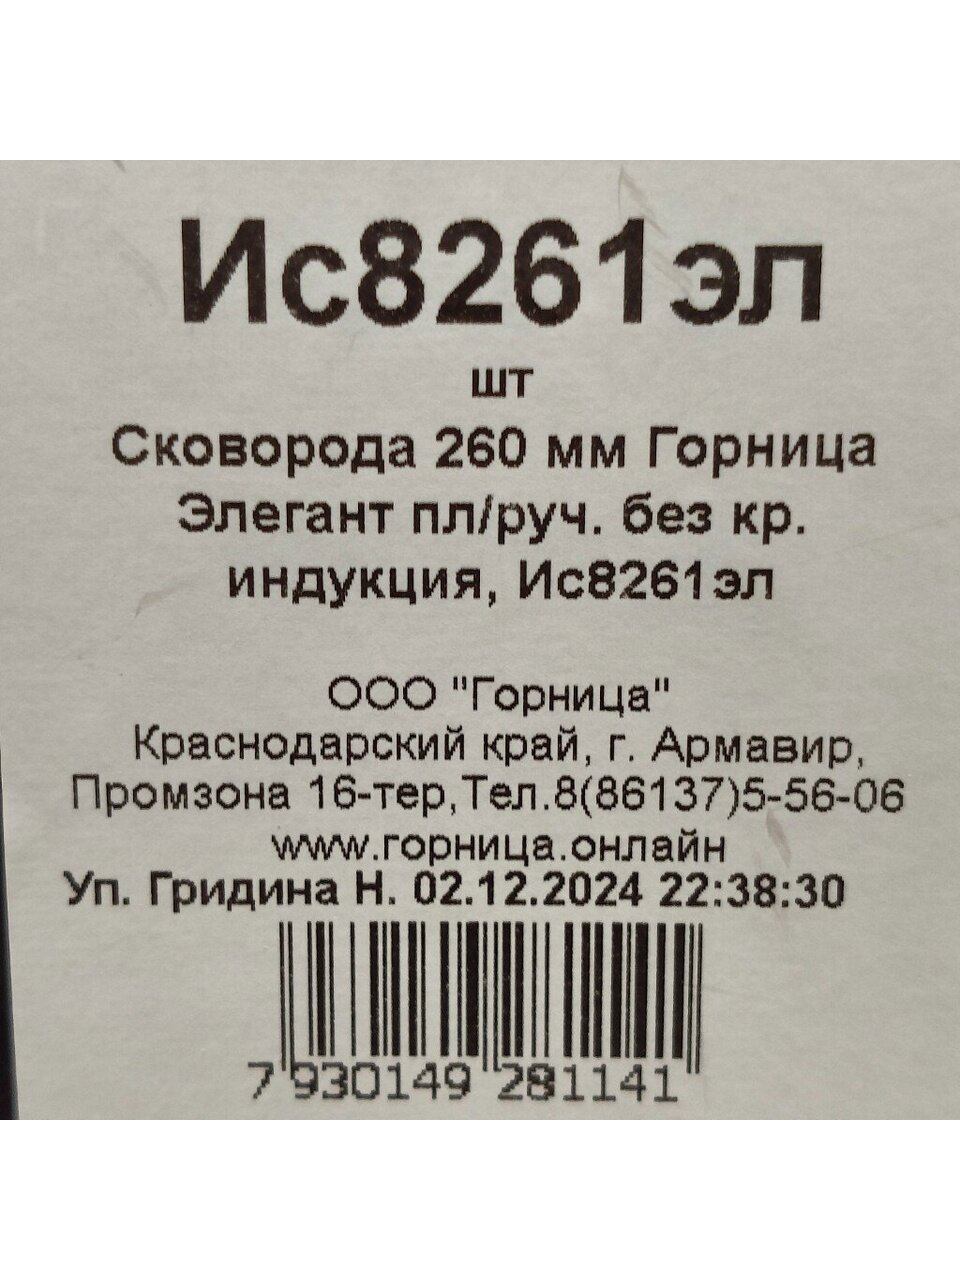 Ис8261эл
шт
Сковорода 260 мм Горница
Элегант пл/руч. без кр.
индукция, Ис8261эл
ООО "Горница"
Краснодарский край, г. Армавир,
Промзона 16-тер,Тел.8(86137)5-56-06
www.горница.онлайн
Уп. Гридина Н. 02.12.2024 22:38:30
7 930149 281141